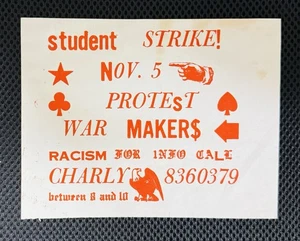 student STRIKE!
NOV. 5
PROTEsT
WAR MAKER$
RACISM FOR INFO CALL
CHARLY 8360379
between 8 and 10